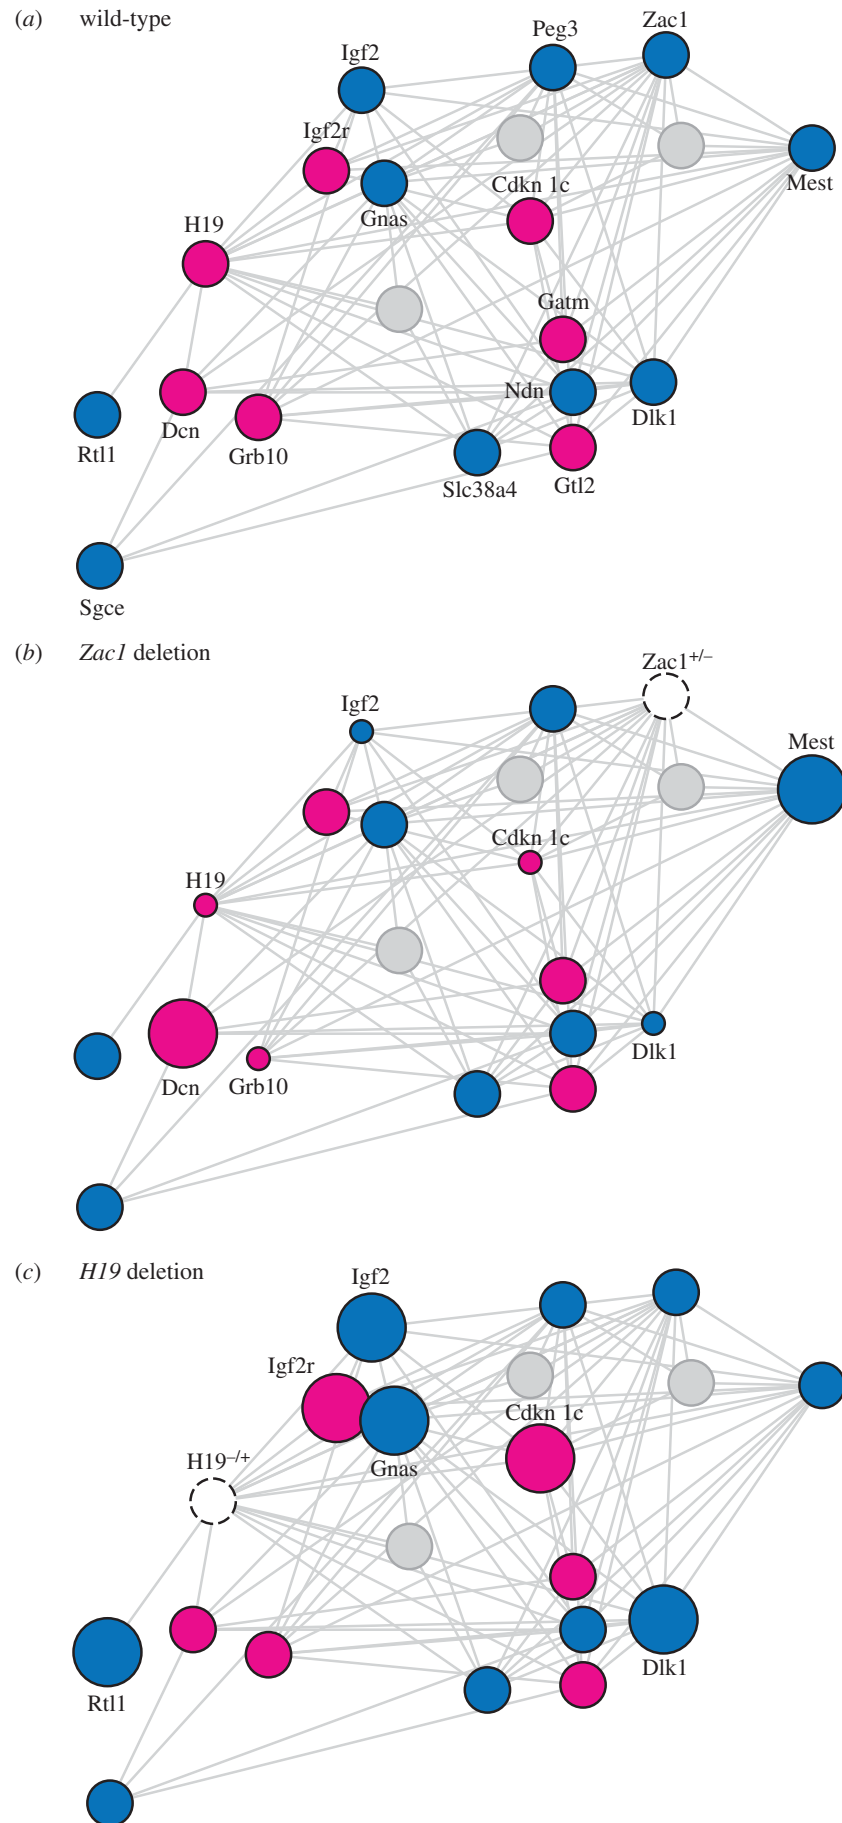 (a) wild-type
Igf2
Peg3
Zac1
Igf2r
Cdkn 1c
Mest
Gnas
H19
Gatm
Ndn
Dlk1
Rtl1
Dcn
Grb10
Slc38a4
Gtl2
Sgce
(b) Zac1 deletion
Zac1+/–
Igf2
Mest
Cdkn 1c
H19
Dlk1
Dcn
Grb10
(c) H19 deletion
Igf2
Igf2r
Cdkn 1c
Gnas
H19–/+
Dlk1
Rtl1